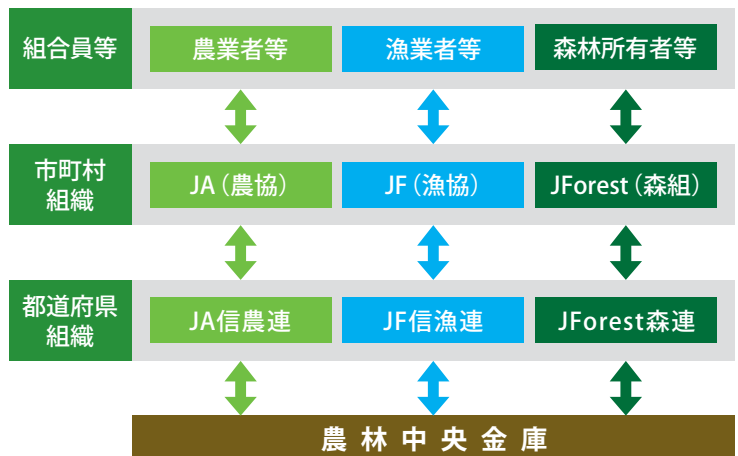 組合員等
農業者等
漁業者等
森林所有者等
市町村
組織
JA（農協）
JF（漁協）
JForest（森組）
都道府県
組織
JA信農連
JF信漁連
JForest森連
農林中央金庫